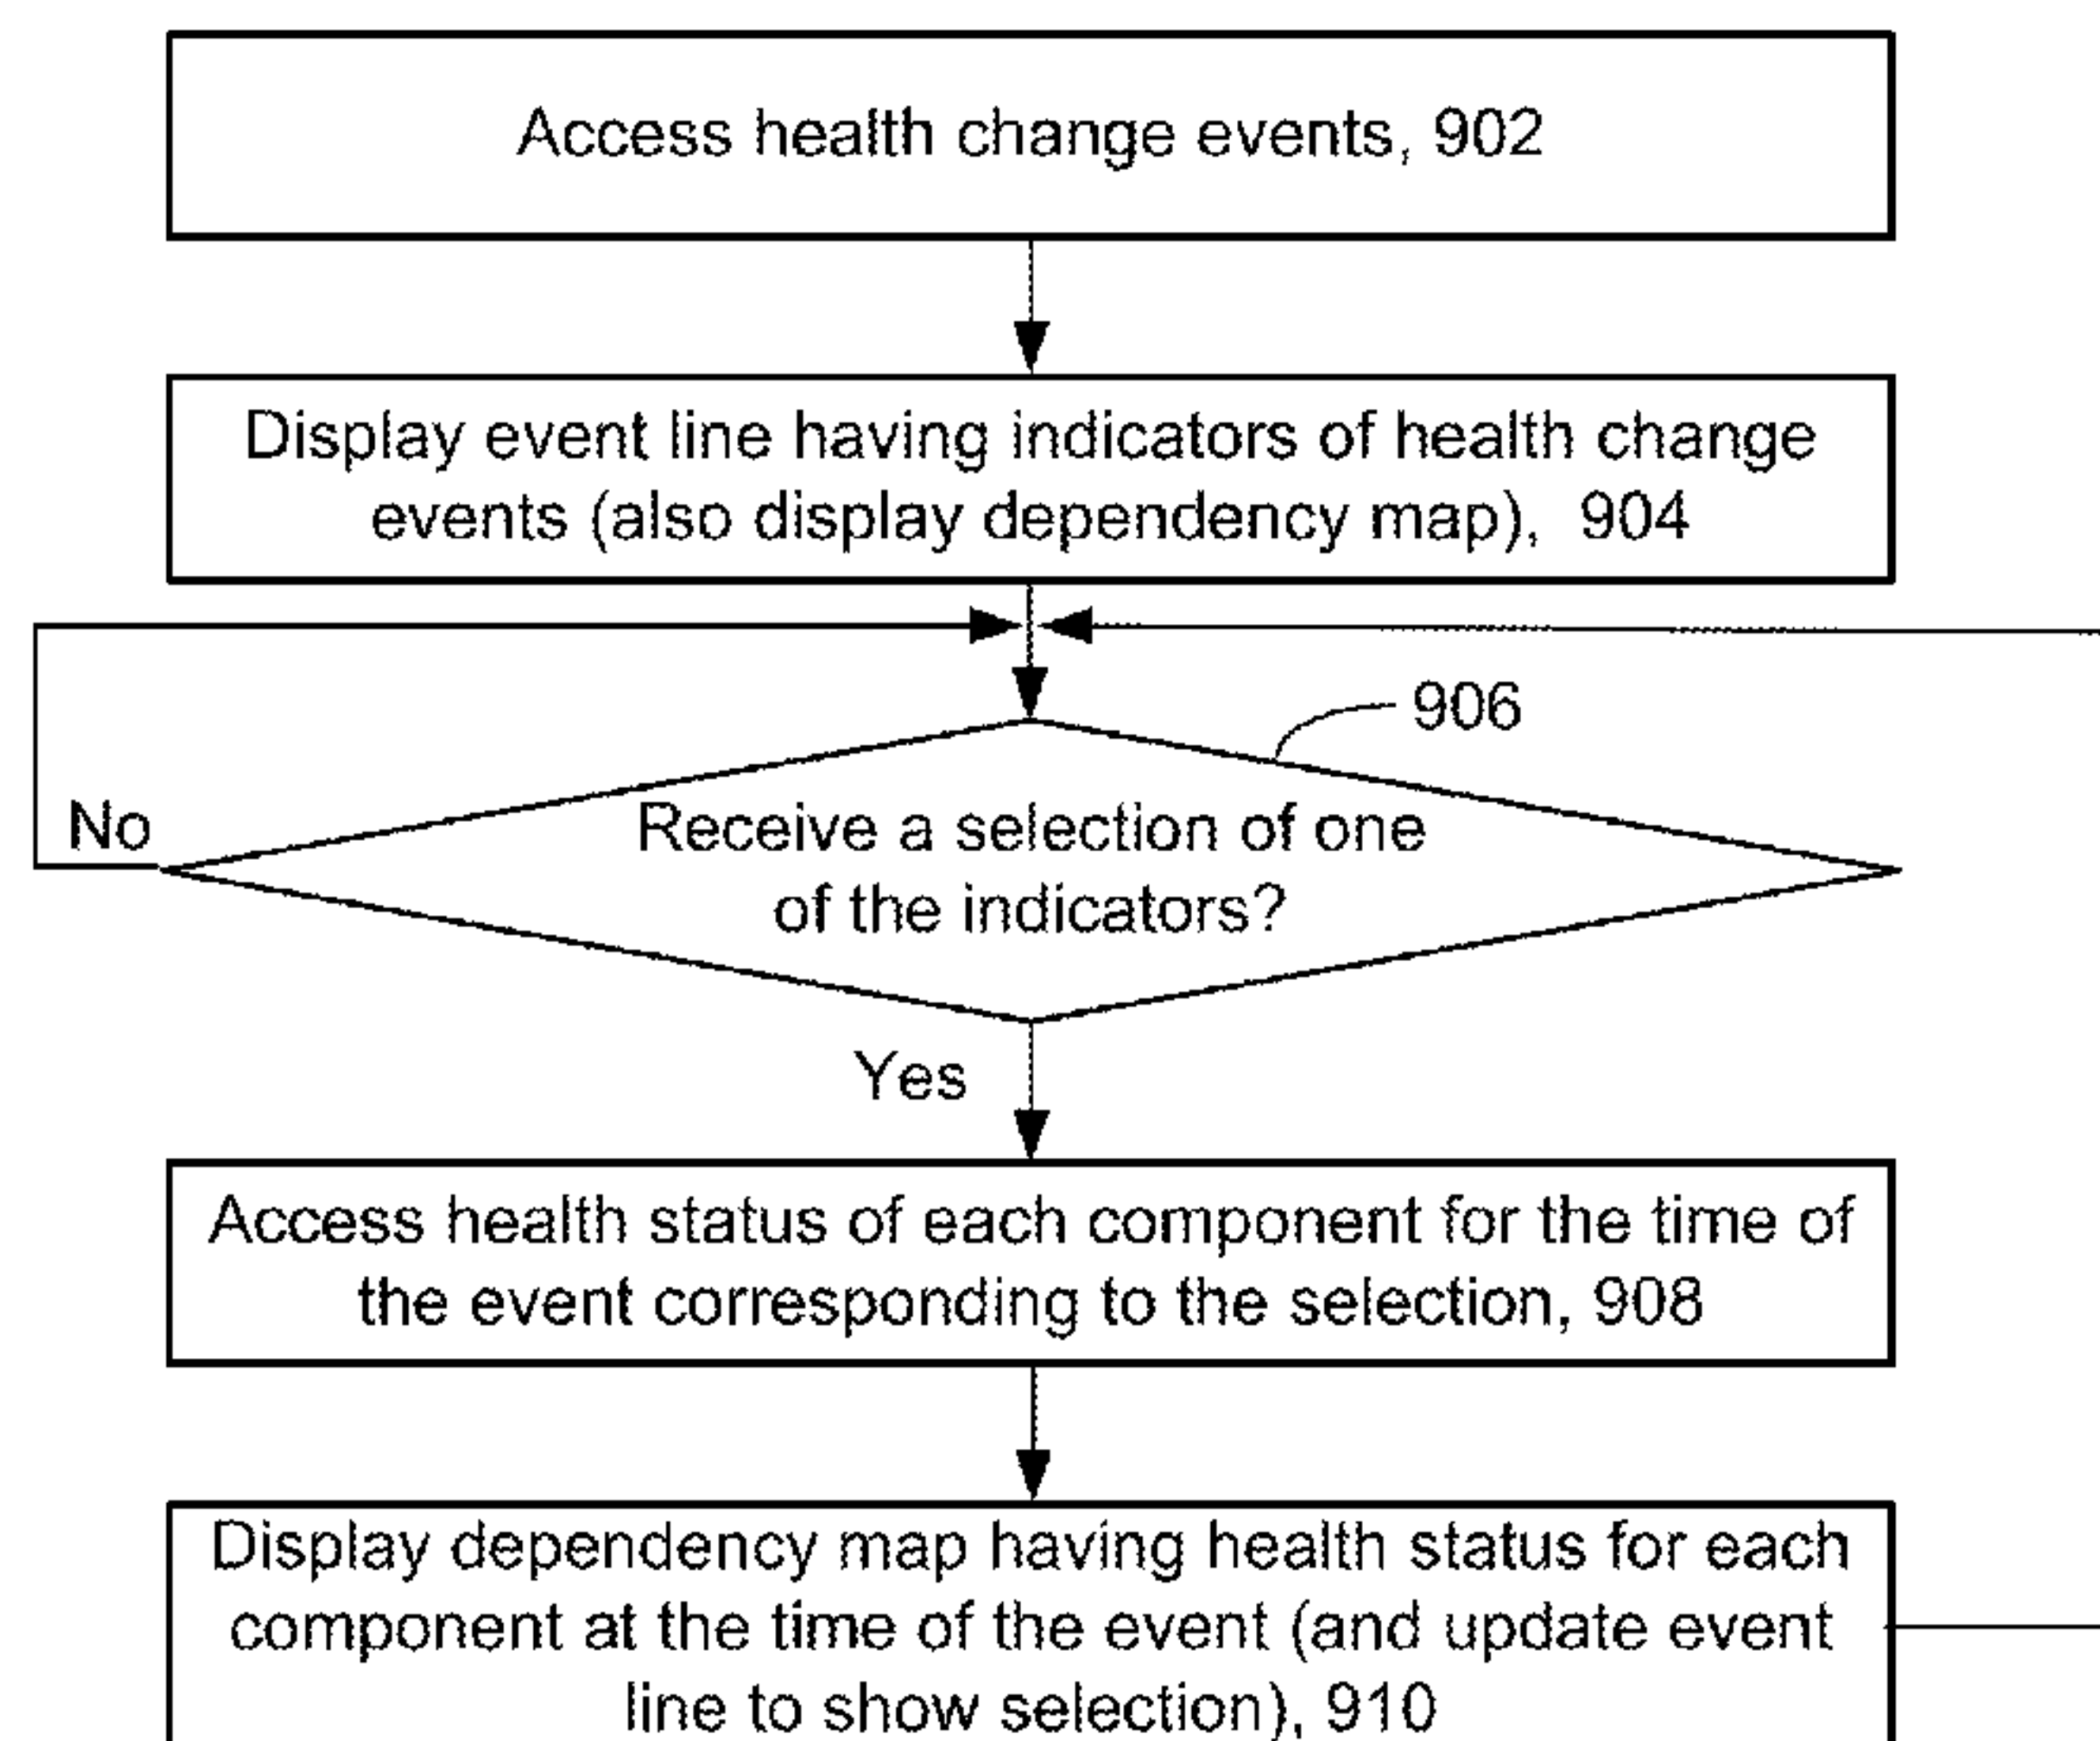 Access health change events, 902
Display event line having indicators of health change
events (also display dependency map), 904
906
No
Receive a selection of one
of the indicators?
Yes
Access health status of each component for the time of
the event corresponding to the selection, 908
Display dependency map having health status for each
component at the time of the event (and update event
line to show selection), 910